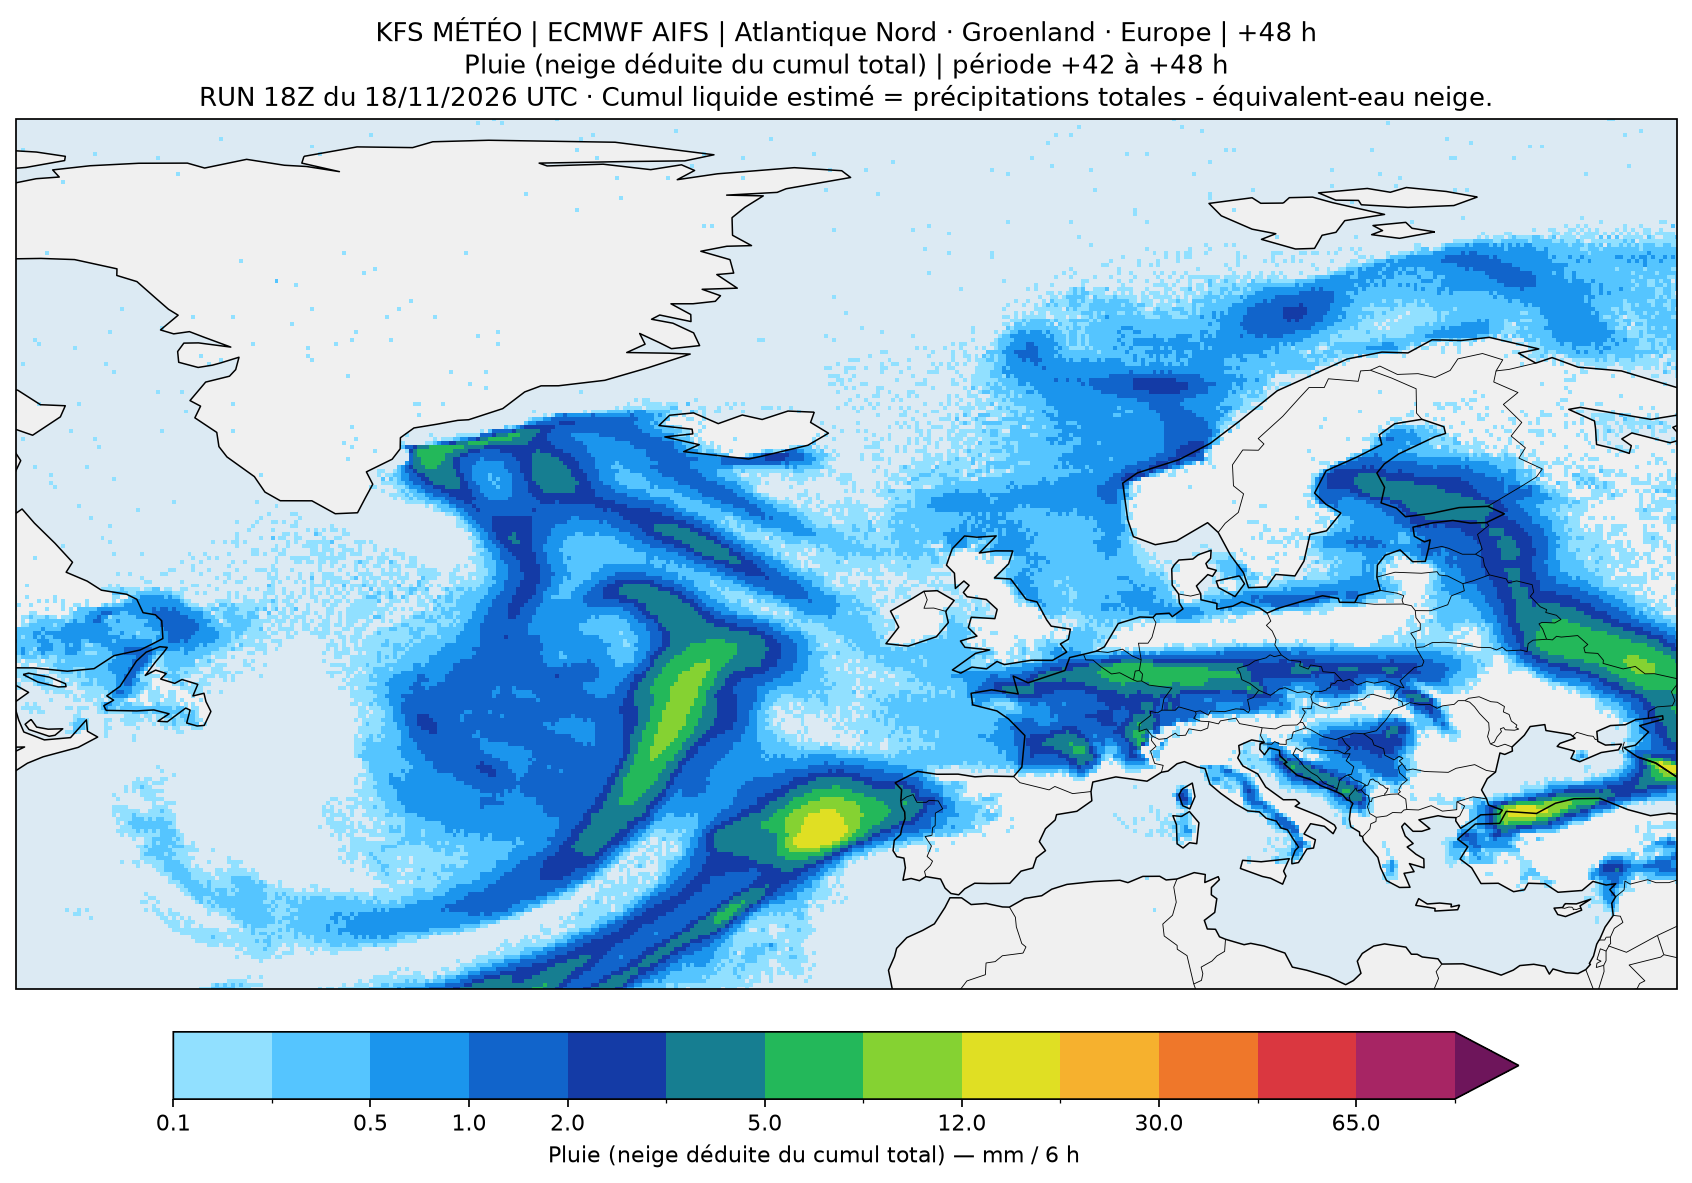 KFS MÉTÉO | ECMWF AIFS | Atlantique Nord · Groenland · Europe | +48 h
Pluie (neige déduite du cumul total) | période +42 à +48 h
RUN 18Z du 18/11/2026 UTC · Cumul liquide estimé = précipitations totales - équivalent-eau neige.
0.1 0.5 1.0 2.0 5.0 12.0 30.0 65.0
Pluie (neige déduite du cumul total) — mm / 6 h